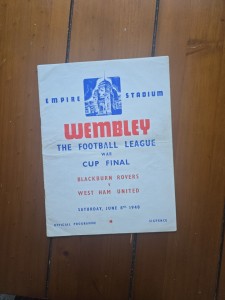 EMPIRE STADIUM
WEMBLEY
THE FOOTBALL LEAGUE
WAR
CUP FINAL
BLACKBURN ROVERS
V
WEST HAM UNITED
SATURDAY, JUNE 8TH 1940
OFFICIAL PROGRAMME SIXPENCE